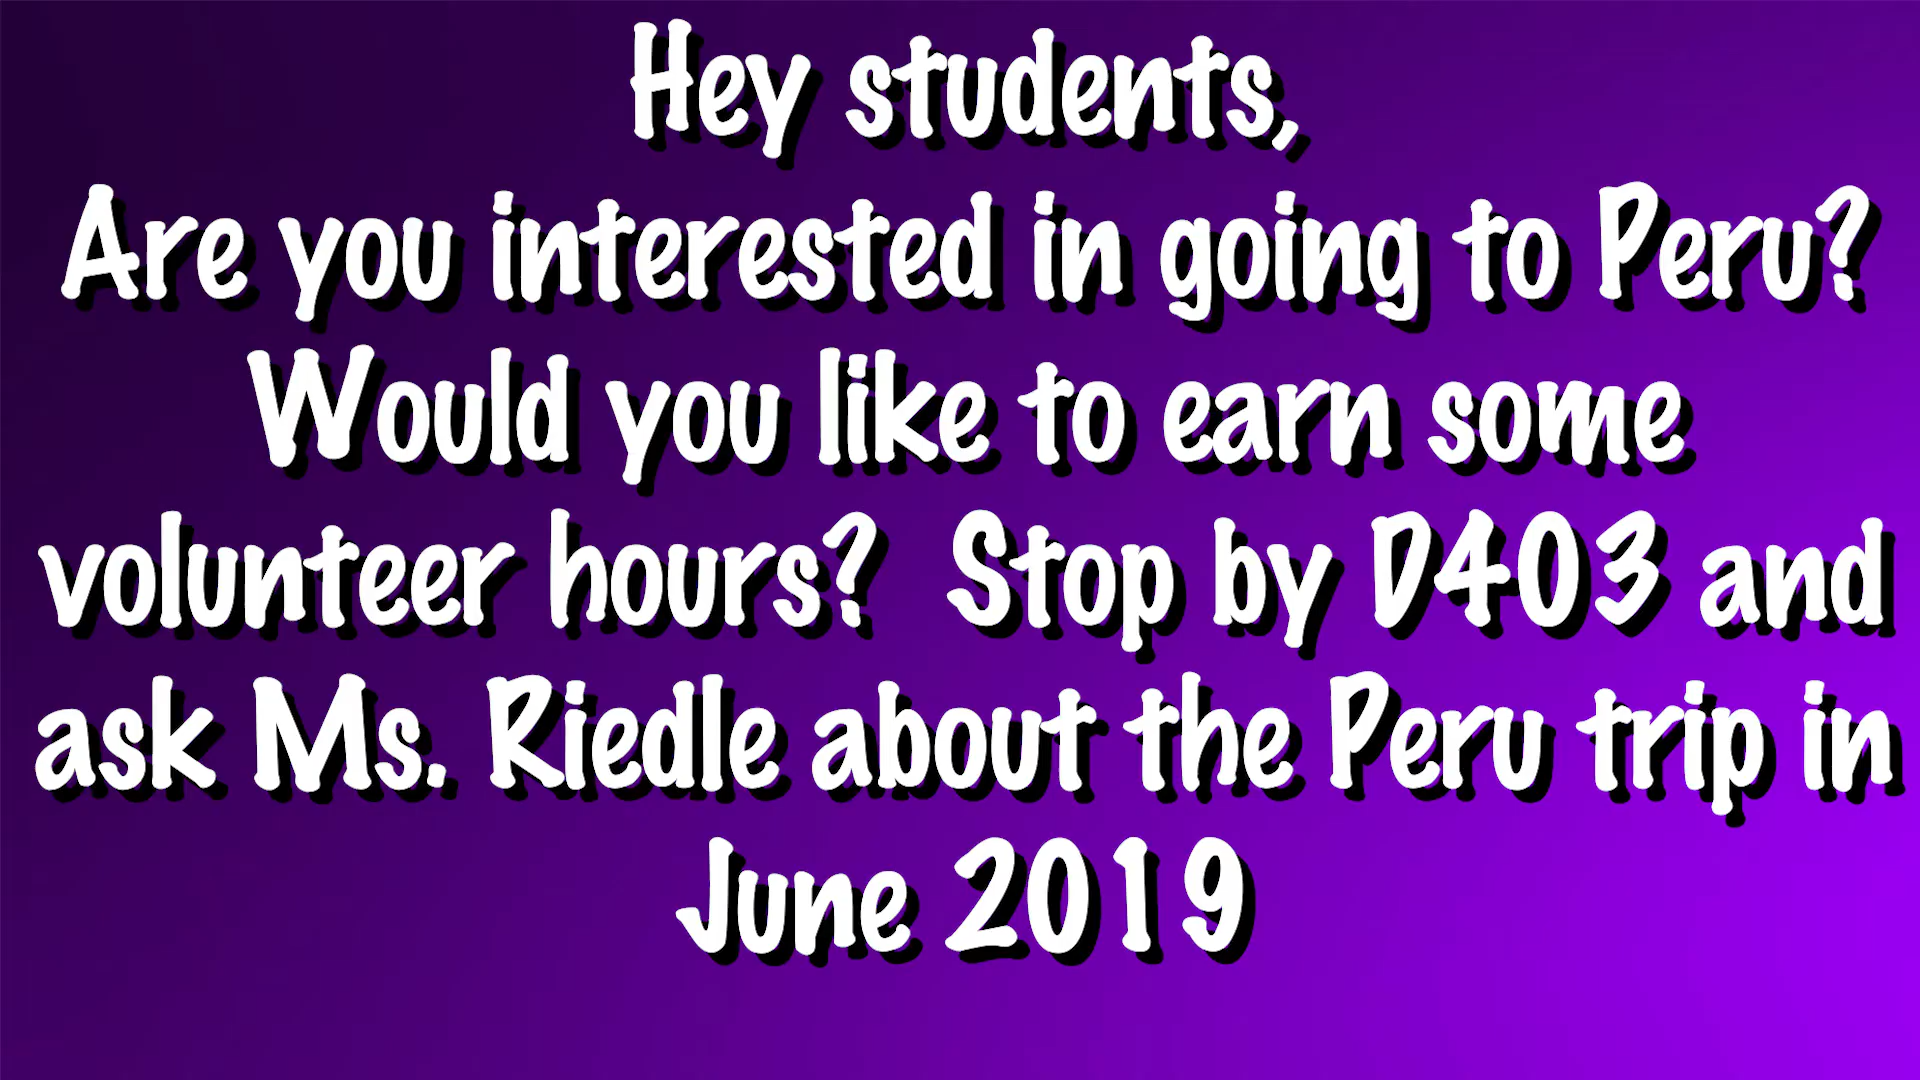 Hey students,
Are you interested in going to Peru?
Would you like to earn some
volunteer hours?  Stop by D403 and
ask Ms. Riedle about the Peru trip in
June 2019